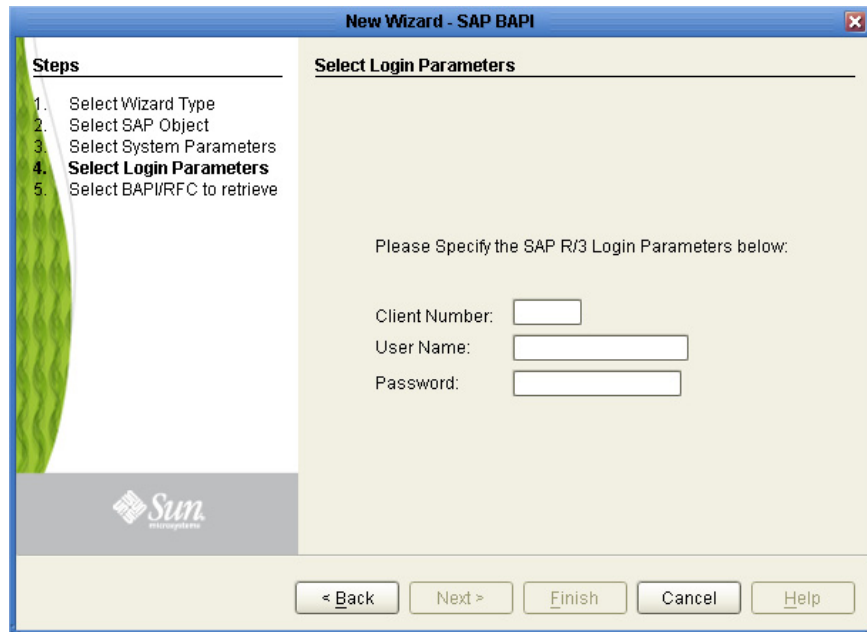 New Wizard - SAP BAPI
Steps
1. Select Wizard Type
2. Select SAP Object
3. Select System Parameters
4. Select Login Parameters
5. Select BAPI/RFC to retrieve
Select Login Parameters
Please Specify the SAP R/3 Login Parameters below:
Client Number:
User Name:
Password:
Sun
microsystems
< Back
Next >
Finish
Cancel
Help